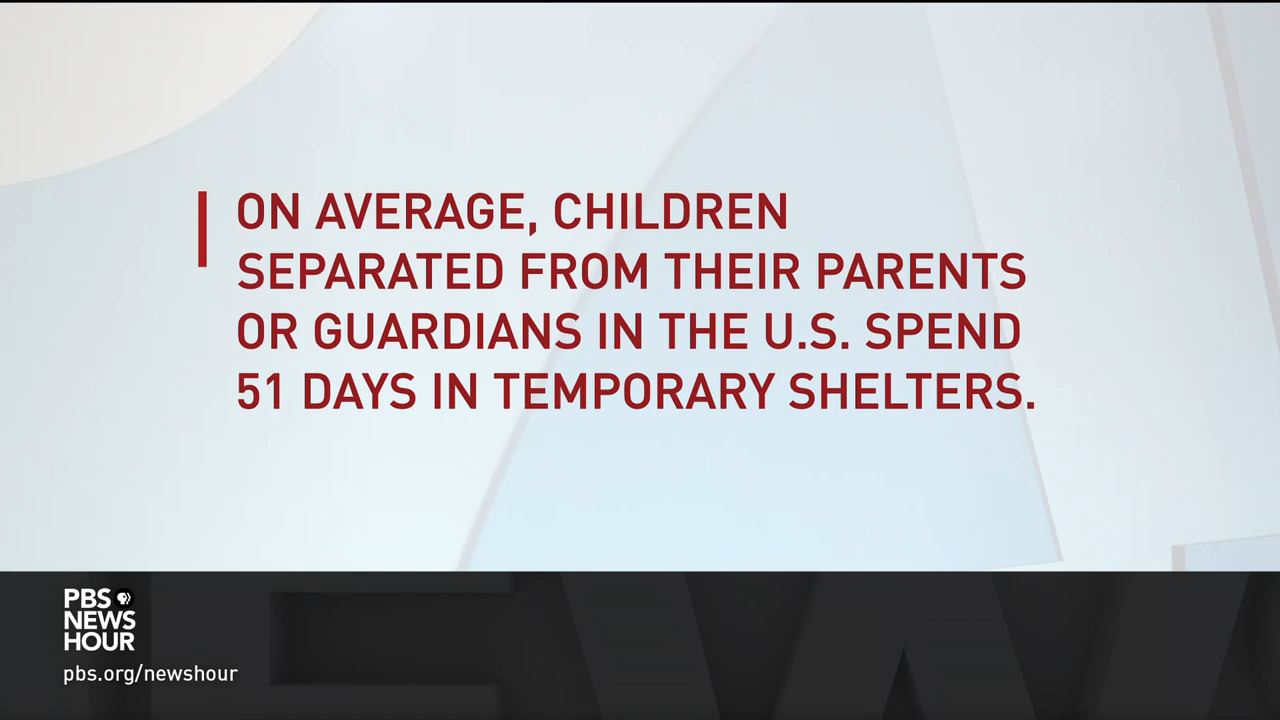 ON AVERAGE, CHILDREN
SEPARATED FROM THEIR PARENTS
OR GUARDIANS IN THE U.S. SPEND
51 DAYS IN TEMPORARY SHELTERS.
PBS
NEWS
HOUR
pbs.org/newshour